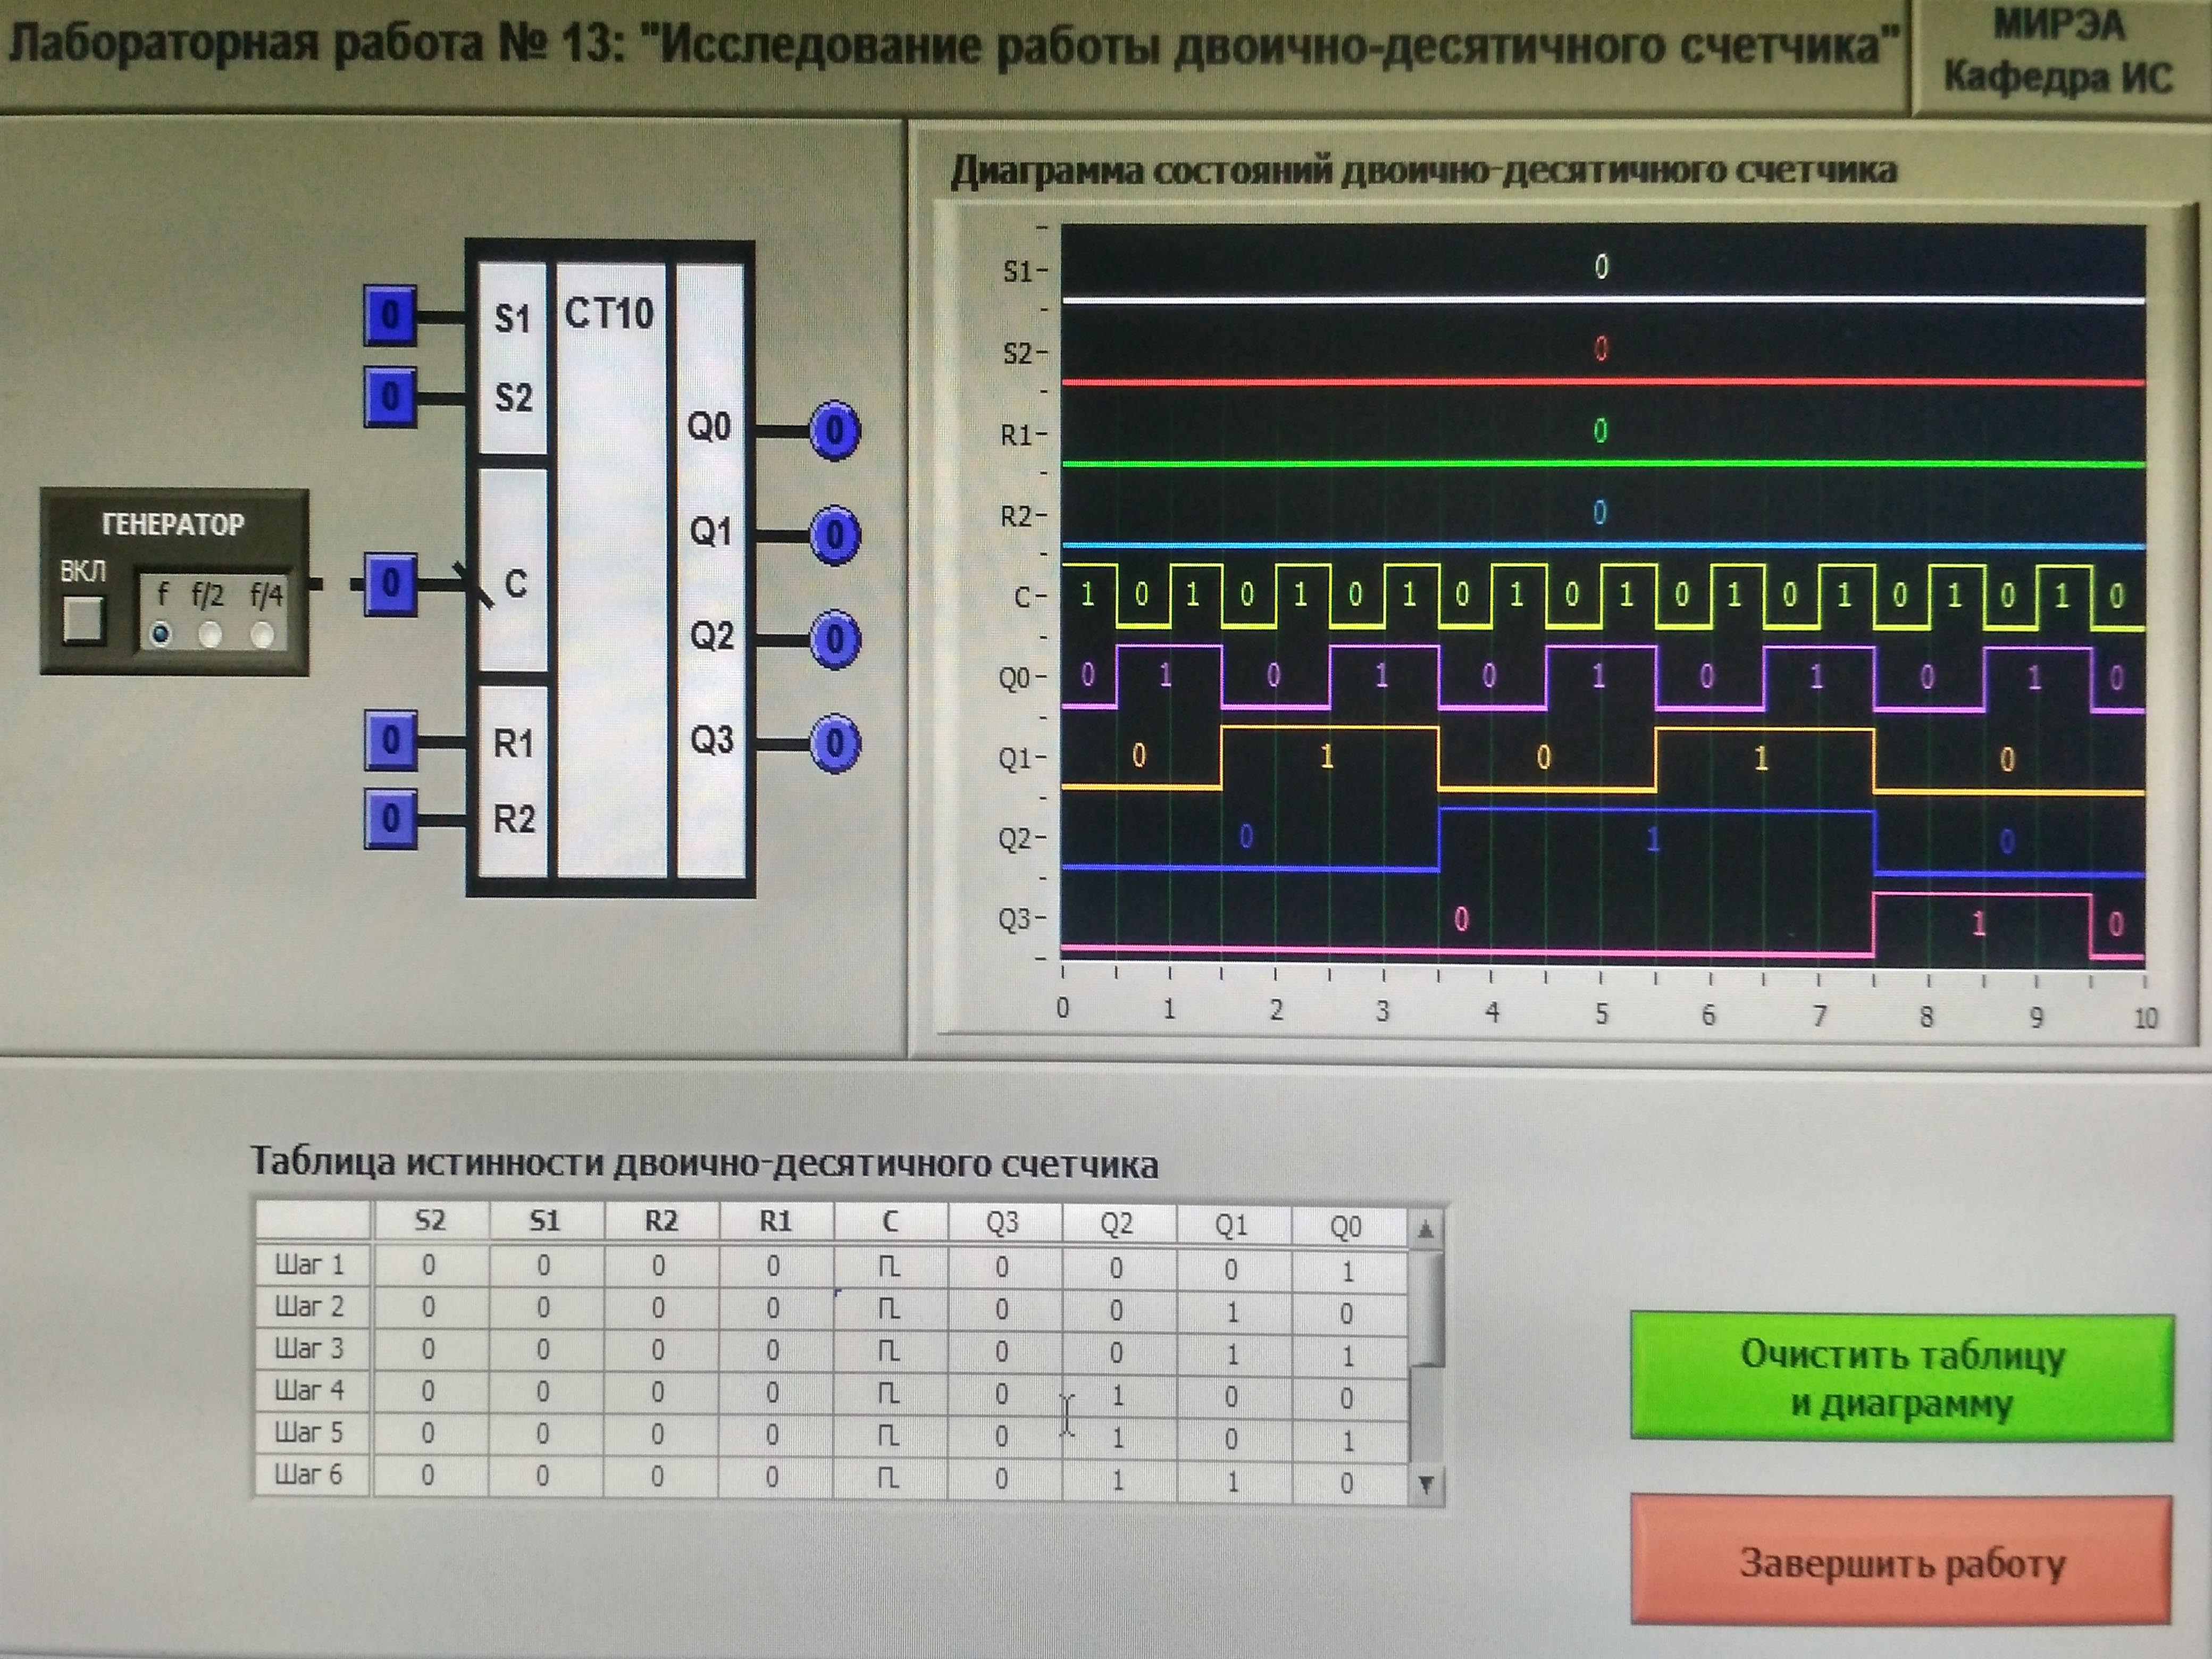 Лабораторная работа № 13: "Исследование работы двоично-десятичного счетчика"
МИРЭА
Кафедра ИС
S1
S2
C
R1
R2
CT10
Q0
Q1
Q2
Q3
0
0
0
0
0
0
0
0
0
ГЕНЕРАТОР
ВКЛ
f f/2 f/4
Диаграмма состояний двоично-десятичного счетчика
S1 0
S2 0
R1 0
R2 0
C 1 0 1 0 1 0 1 0 1 0 1 0 1 0 1 0 1 0 1 0
Q0 0 1 0 1 0 1 0 1 0 1 0
Q1 0 1 0 1 0
Q2 0 1 0
Q3 0 1 0
0 1 2 3 4 5 6 7 8 9 10
Таблица истинности двоично-десятичного счетчика
S2 S1 R2 R1 C Q3 Q2 Q1 Q0
Шаг 1 0 0 0 0 0 0 0 1
Шаг 2 0 0 0 0 0 0 1 0
Шаг 3 0 0 0 0 0 0 1 1
Шаг 4 0 0 0 0 0 1 0 0
Шаг 5 0 0 0 0 0 1 0 1
Шаг 6 0 0 0 0 0 1 1 0
Очистить таблицу
и диаграмму
Завершить работу